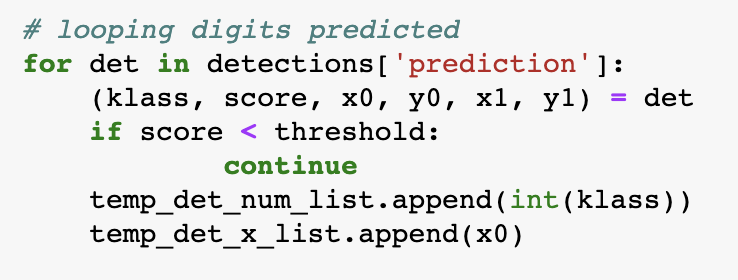 # looping digits predicted
for det in detections['prediction']:
    (klass, score, x0, y0, x1, y1) = det
    if score < threshold:
            continue
    temp_det_num_list.append(int(klass))
    temp_det_x_list.append(x0)